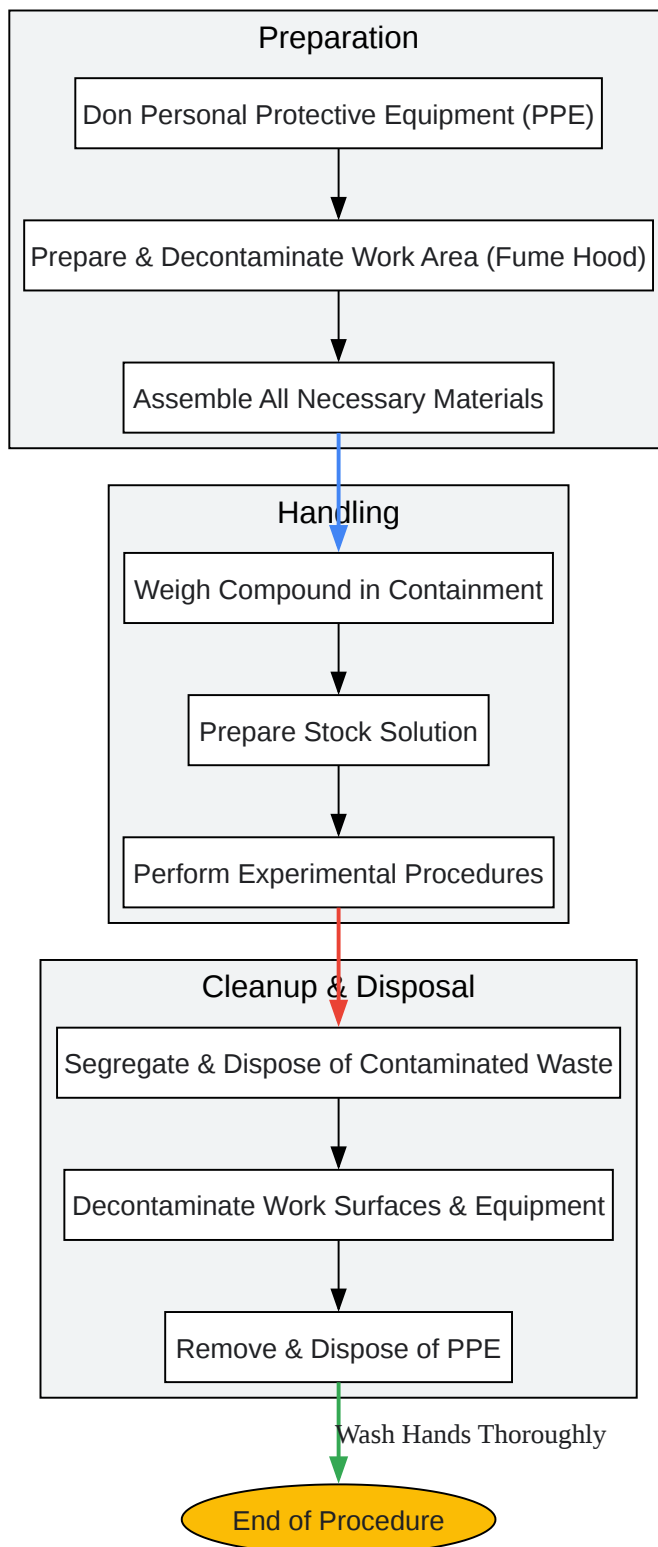 Preparation
Don Personal Protective Equipment (PPE)
Prepare & Decontaminate Work Area (Fume Hood)
Assemble All Necessary Materials
Handling
Weigh Compound in Containment
Prepare Stock Solution
Perform Experimental Procedures
Cleanup & Disposal
Segregate & Dispose of Contaminated Waste
Decontaminate Work Surfaces & Equipment
Remove & Dispose of PPE
Wash Hands Thoroughly
End of Procedure